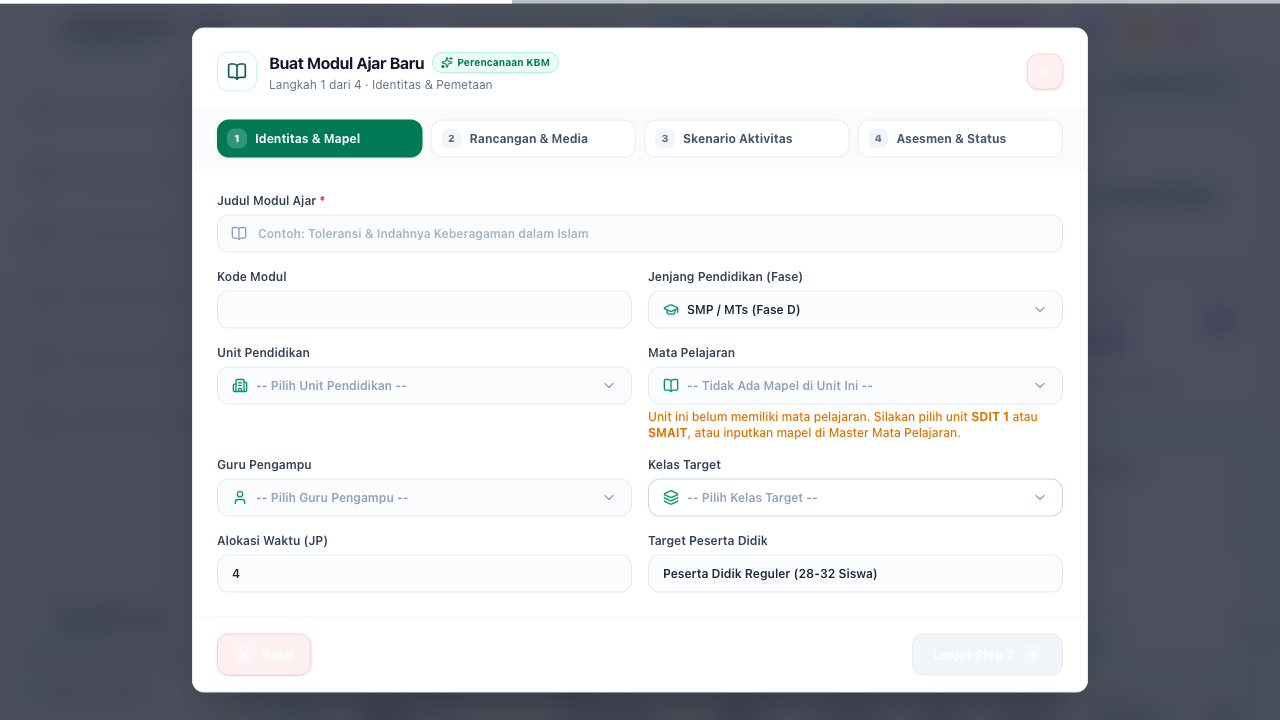 Buat Modul Ajar Baru
Perencanaan KBM
Langkah 1 dari 4 · Identitas & Pemetaan
1 Identitas & Mapel
2 Rancangan & Media
3 Skenario Aktivitas
4 Asesmen & Status
Judul Modul Ajar *
Contoh: Toleransi & Indahnya Keberagaman dalam Islam
Kode Modul
Jenjang Pendidikan (Fase)
SMP / MTs (Fase D)
Unit Pendidikan
Mata Pelajaran
-- Pilih Unit Pendidikan --
-- Tidak Ada Mapel di Unit Ini --
Unit ini belum memiliki mata pelajaran. Silakan pilih unit SDIT 1 atau
SMAIT, atau inputkan mapel di Master Mata Pelajaran.
Guru Pengampu
Kelas Target
-- Pilih Guru Pengampu --
-- Pilih Kelas Target --
Alokasi Waktu (JP)
Target Peserta Didik
4
Peserta Didik Reguler (28-32 Siswa)
Batal
Lanjut Step 2